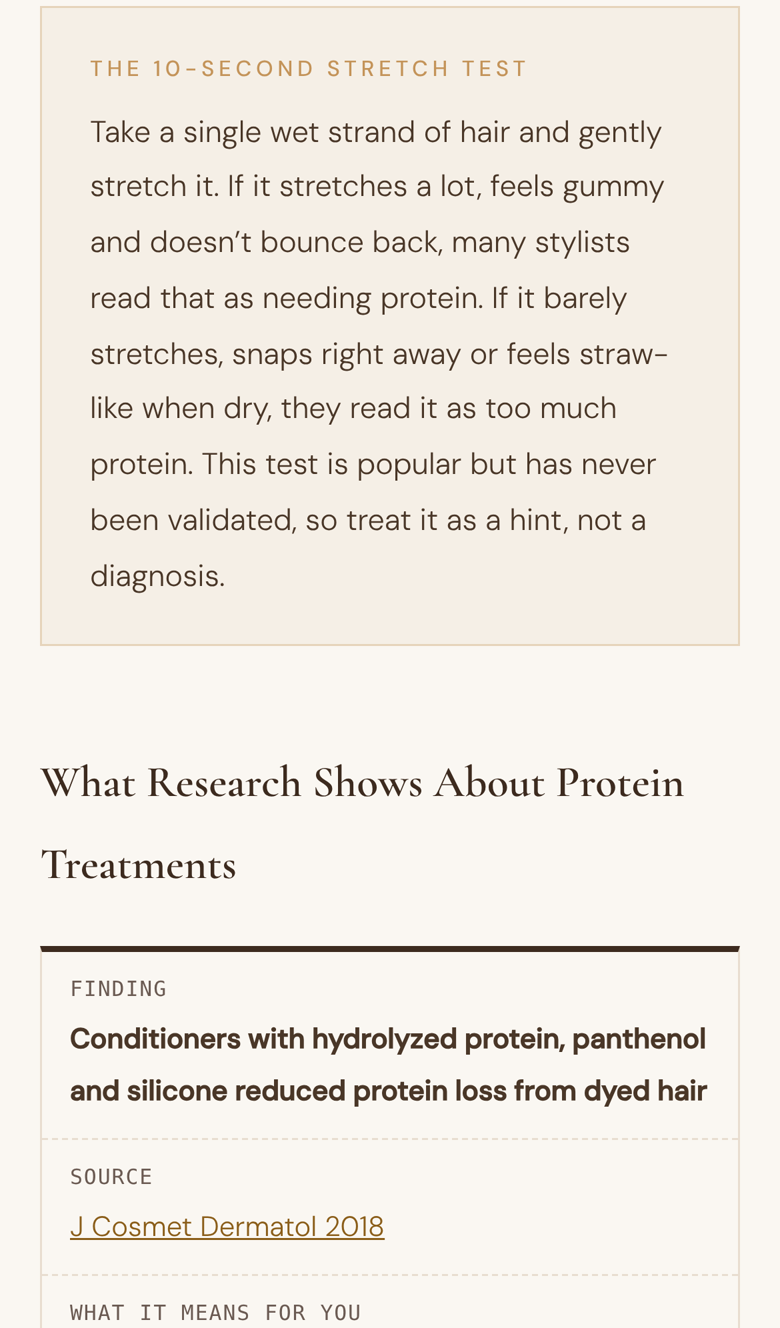 THE 10-SECOND STRETCH TEST
Take a single wet strand of hair and gently
stretch it. If it stretches a lot, feels gummy
and doesn’t bounce back, many stylists
read that as needing protein. If it barely
stretches, snaps right away or feels straw-
like when dry, they read it as too much
protein. This test is popular but has never
been validated, so treat it as a hint, not a
diagnosis.
What Research Shows About Protein
Treatments
FINDING
Conditioners with hydrolyzed protein, panthenol
and silicone reduced protein loss from dyed hair
SOURCE
J Cosmet Dermatol 2018
WHAT IT MEANS FOR YOU